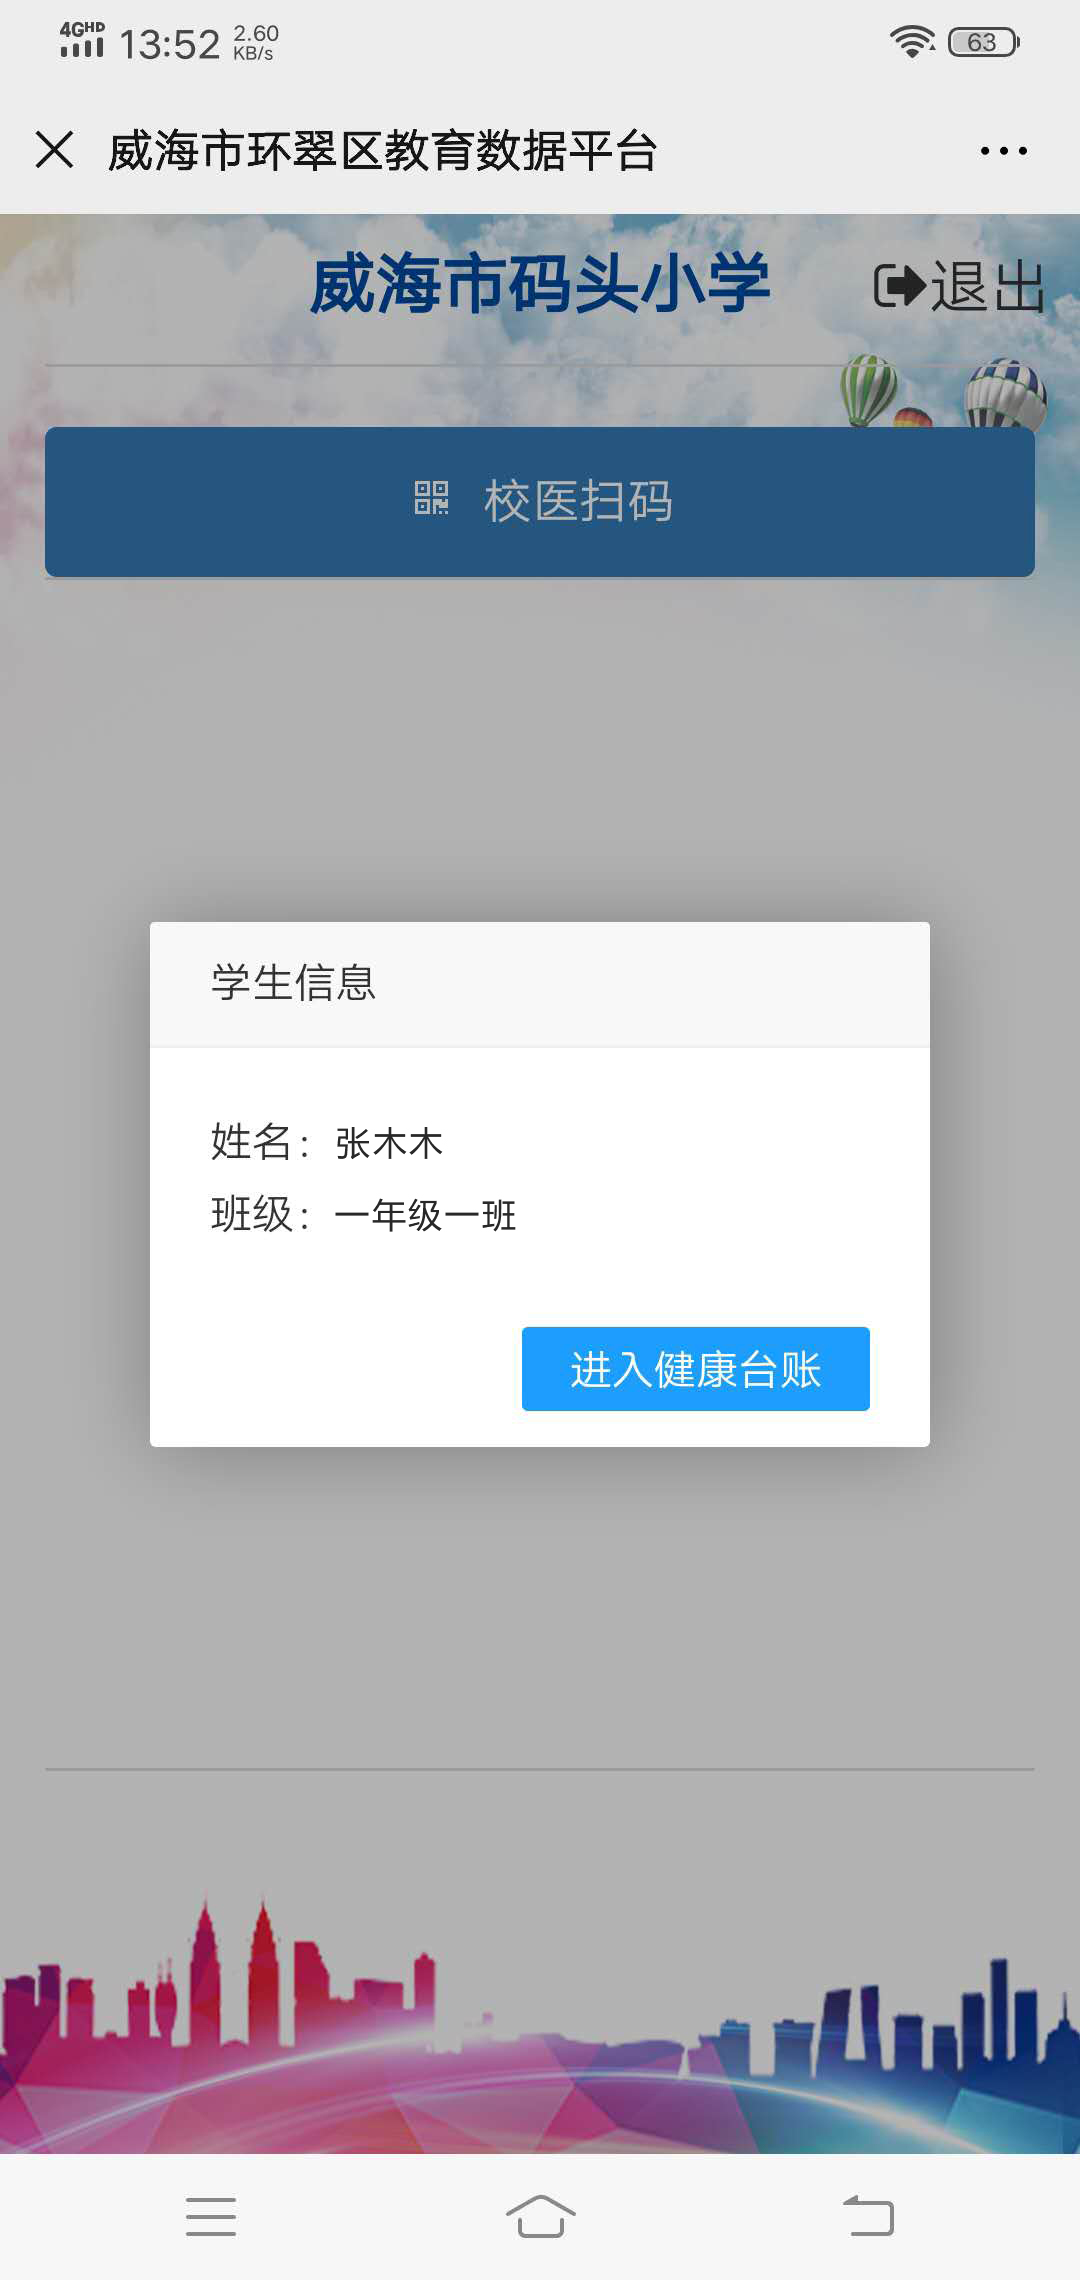 4GHD 13:52 2.60 KB/s 63
威海市环翠区教育数据平台
威海市码头小学 退出
校医扫码
学生信息
姓名：张木木
班级：一年级一班
进入健康台账